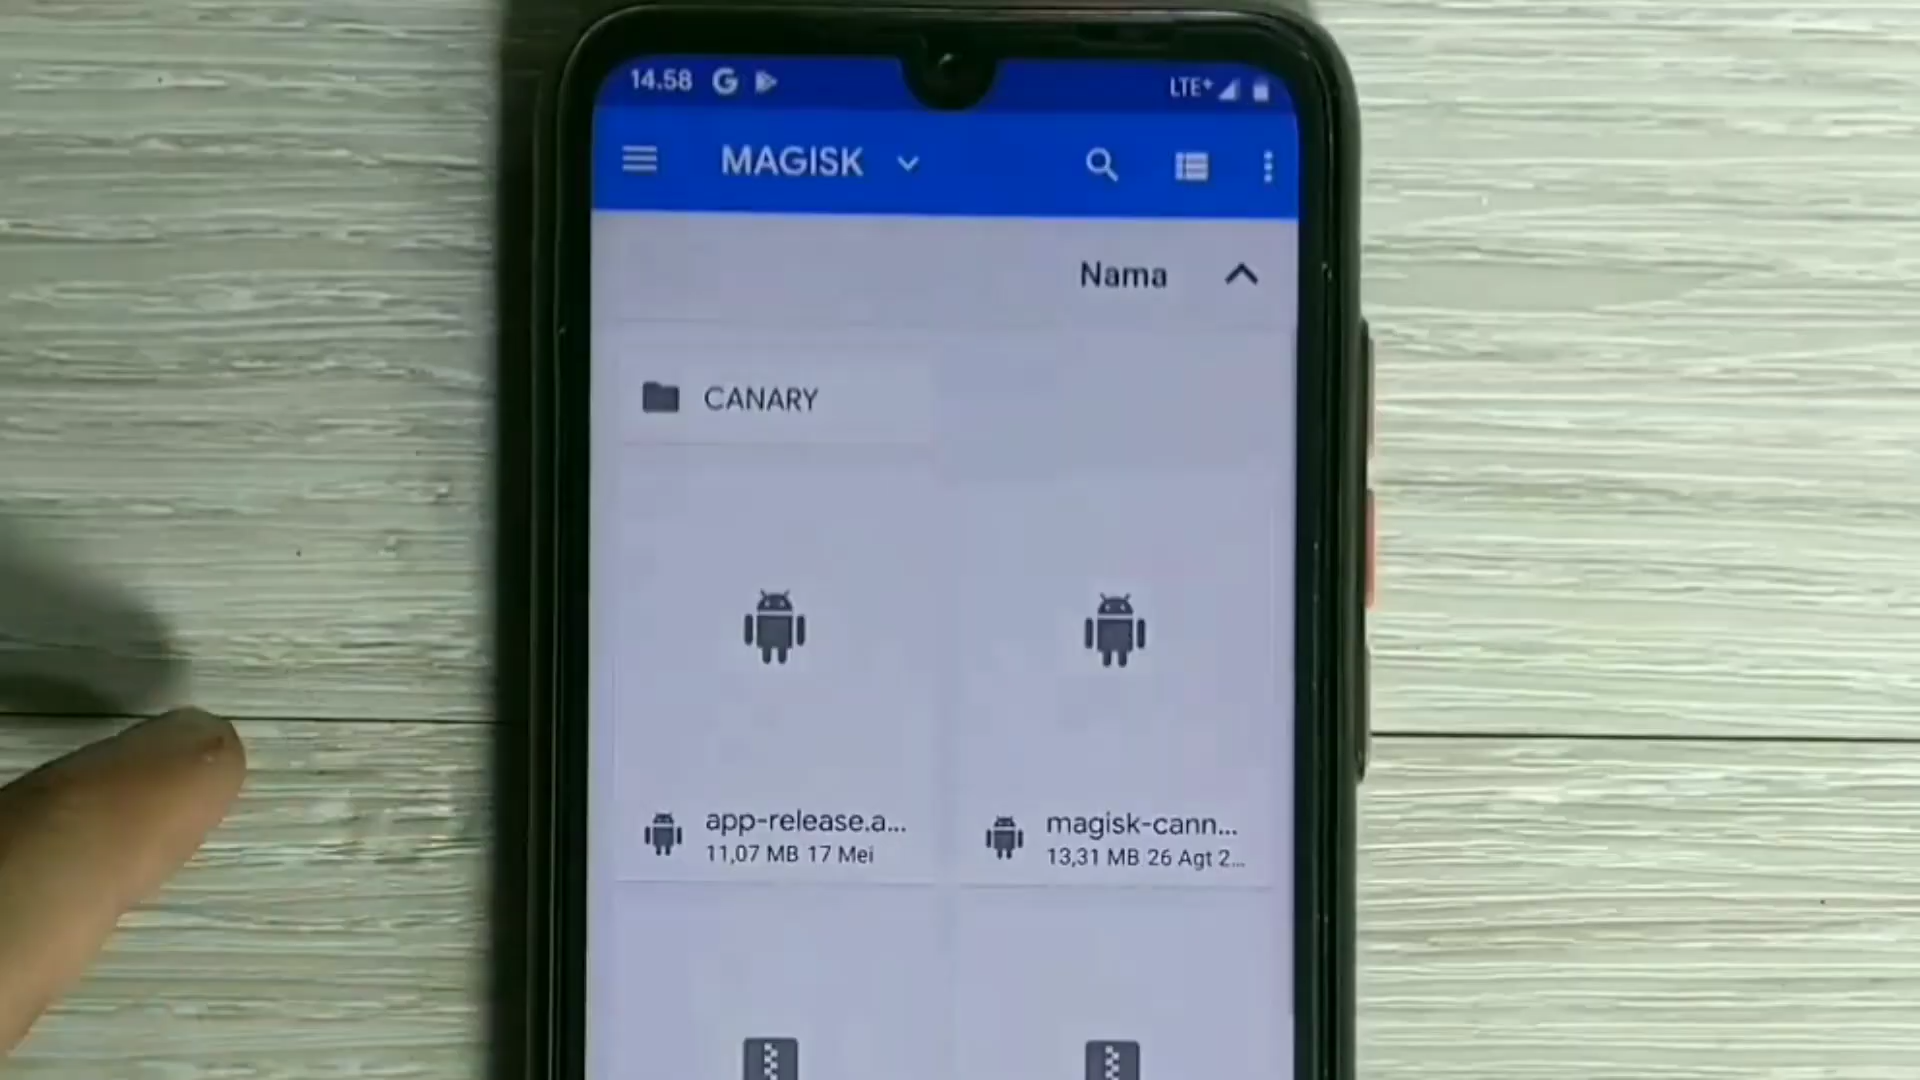 14.58 G LTE+
MAGISK
Nama
CANARY
app-release.a...
11,07 MB 17 Mei
magisk-cann...
13,31 MB 26 Agt 2...